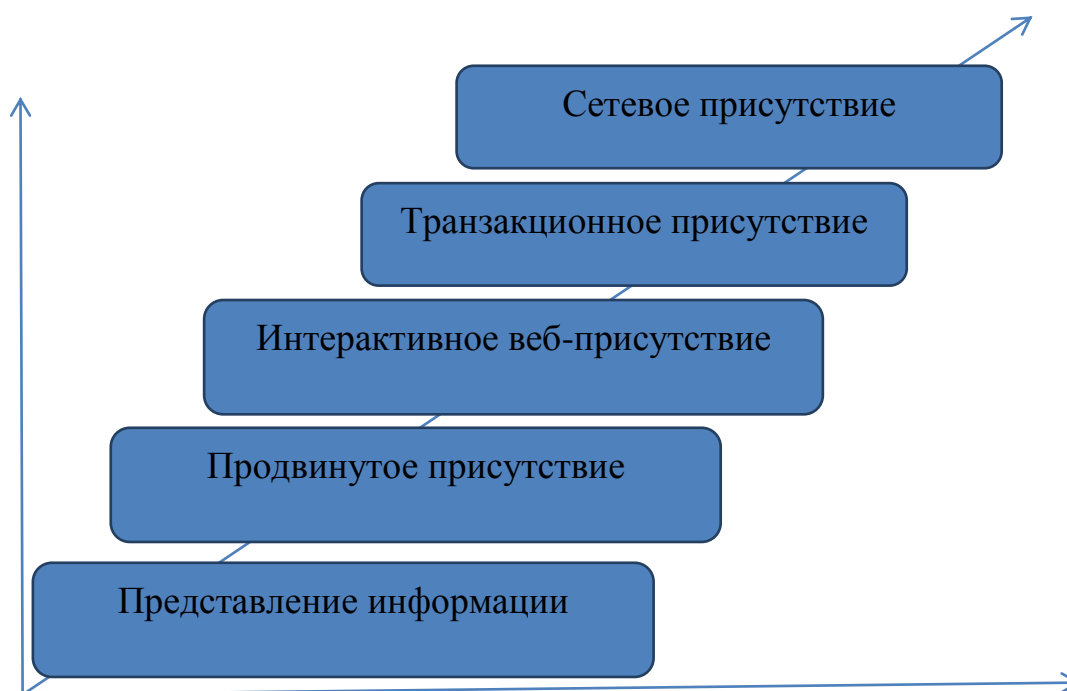 Сетевое присутствие
Транзакционное присутствие
Интерактивное веб-присутствие
Продвинутое присутствие
Представление информации